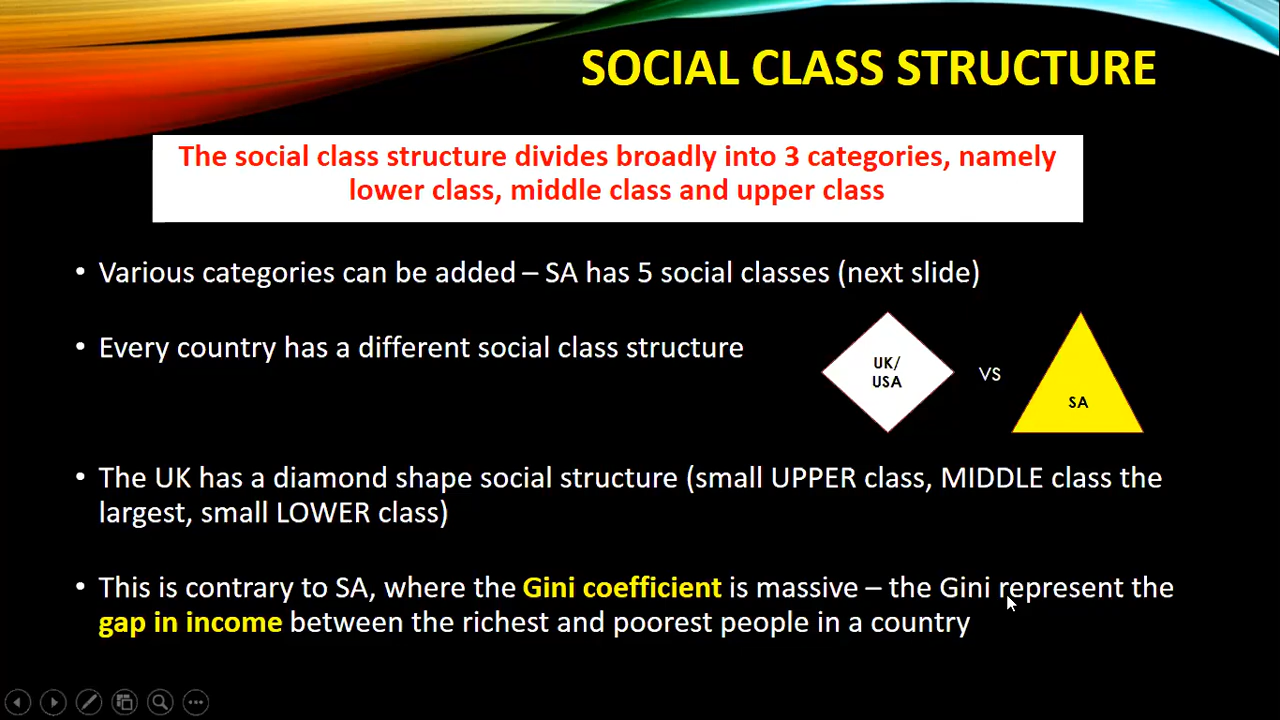 SOCIAL CLASS STRUCTURE
The social class structure divides broadly into 3 categories, namely
lower class, middle class and upper class
• Various categories can be added – SA has 5 social classes (next slide)
• Every country has a different social class structure
UK/
USA
VS
SA
• The UK has a diamond shape social structure (small UPPER class, MIDDLE class the
largest, small LOWER class)
• This is contrary to SA, where the Gini coefficient is massive – the Gini represent the
gap in income between the richest and poorest people in a country